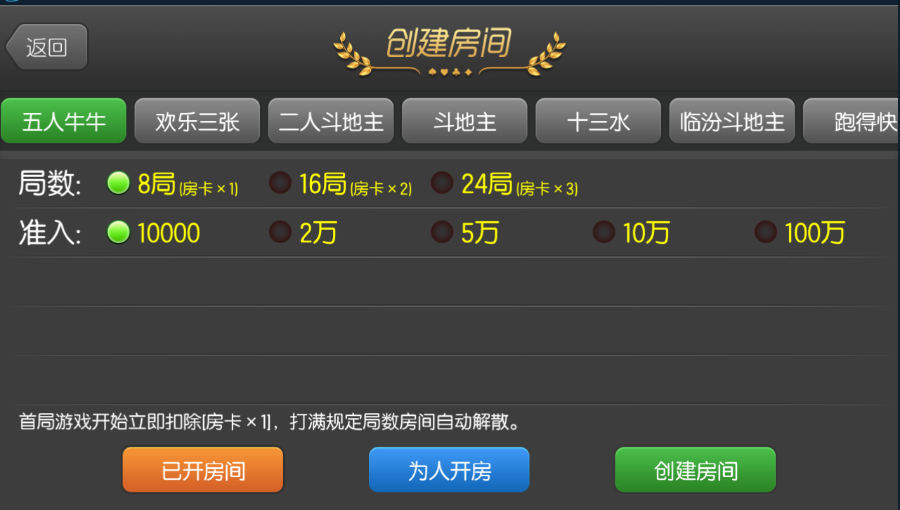 返回
创建房间
五人牛牛 欢乐三张 二人斗地主 斗地主 十三水 临汾斗地主 跑得快
局数: 8局(房卡×1) 16局(房卡×2) 24局(房卡×3)
准入: 10000 2万 5万 10万 100万
首局游戏开始立即扣除[房卡×1]，打满规定局数房间自动解散。
已开房间 为人开房 创建房间